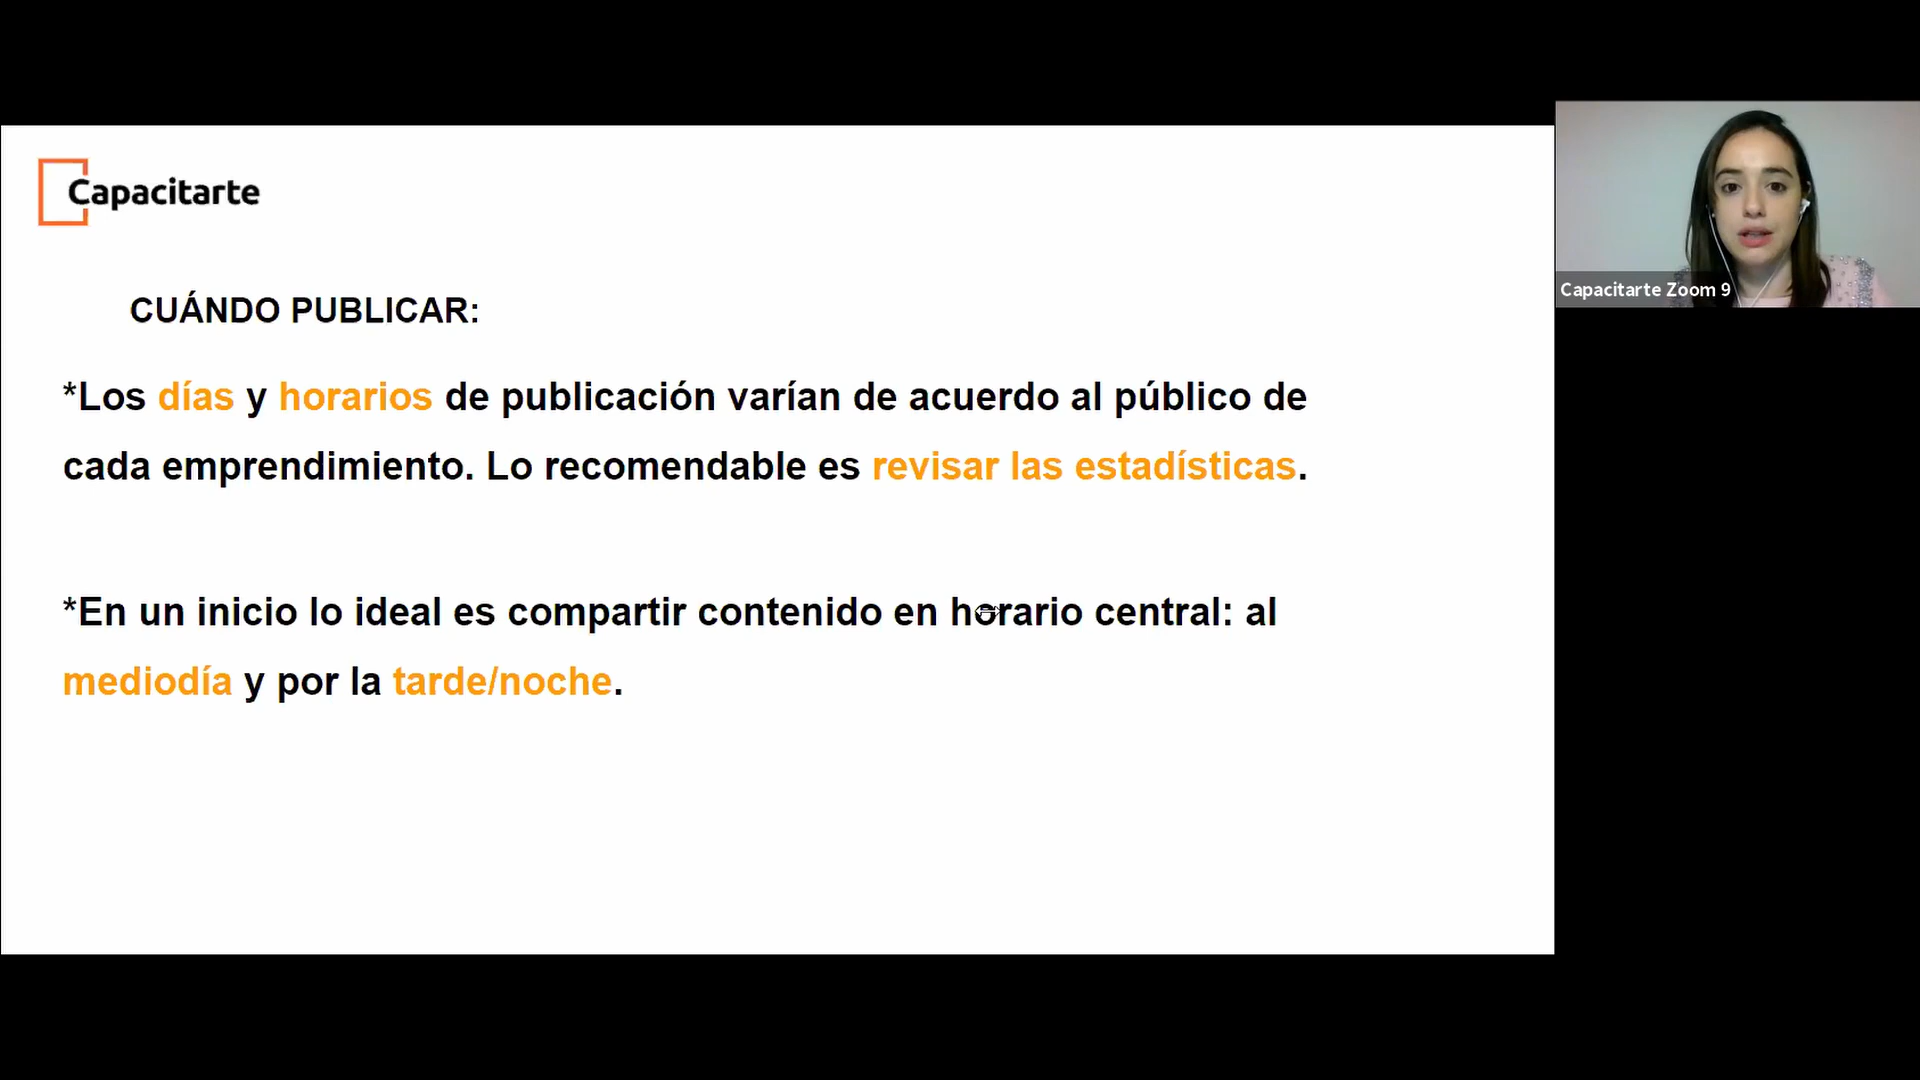 Capacitarte
CUÁNDO PUBLICAR:
*Los días y horarios de publicación varían de acuerdo al público de
cada emprendimiento. Lo recomendable es revisar las estadísticas.
*En un inicio lo ideal es compartir contenido en horario central: al
mediodía y por la tarde/noche.
Capacitarte Zoom 9